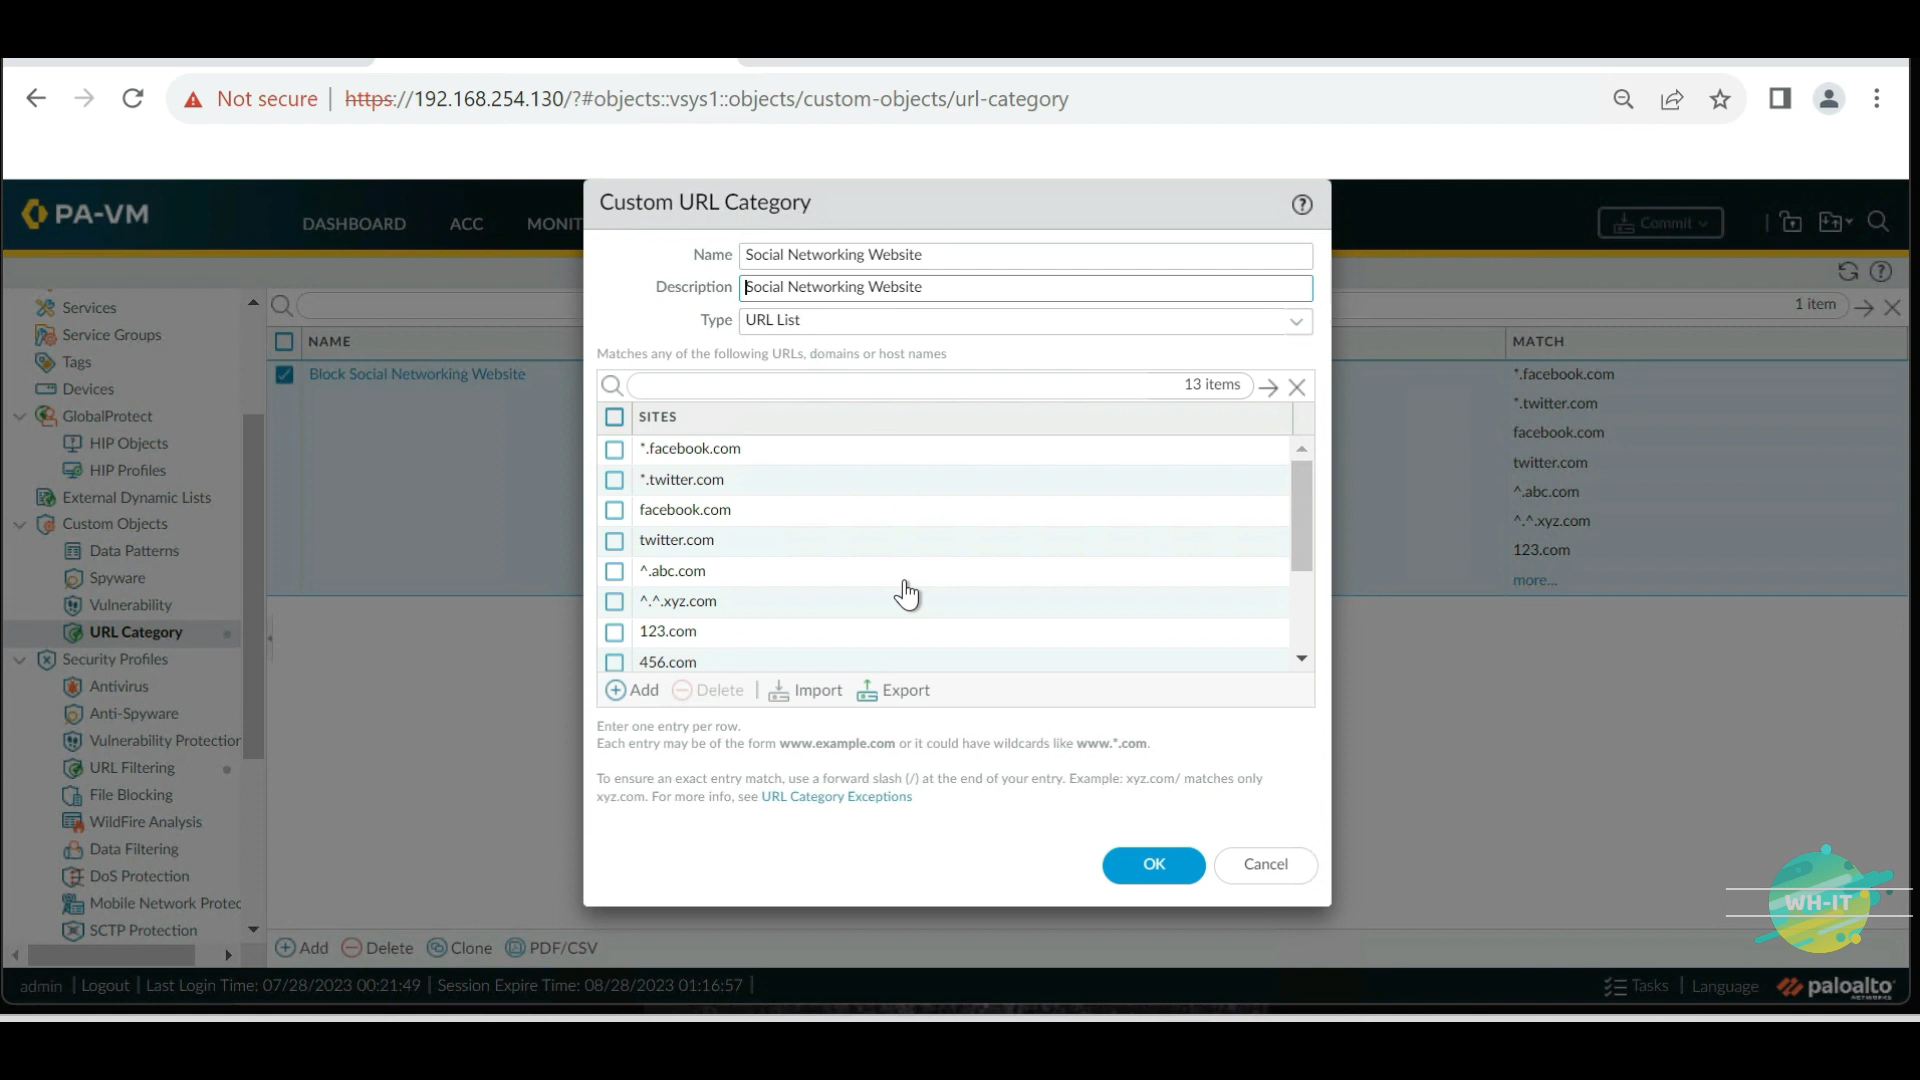 Not secure | https://192.168.254.130/?#objects::vsys1::objects/custom-objects/url-category
PA-VM
DASHBOARD
ACC
MONIT
Commit
Services
Service Groups
Tags
Devices
GlobalProtect
HIP Objects
HIP Profiles
External Dynamic Lists
Custom Objects
Data Patterns
Spyware
Vulnerability
URL Category
Security Profiles
Antivirus
Anti-Spyware
Vulnerability Protection
URL Filtering
File Blocking
WildFire Analysis
Data Filtering
DoS Protection
Mobile Network Protec
SCTP Protection
1 item
NAME
MATCH
Block Social Networking Website
*.facebook.com
*.twitter.com
facebook.com
twitter.com
^.abc.com
^.^.xyz.com
123.com
more...
Custom URL Category
Name Social Networking Website
Description Social Networking Website
Type URL List
Matches any of the following URLs, domains or host names
13 items
SITES
*.facebook.com
*.twitter.com
facebook.com
twitter.com
^.abc.com
^.^.xyz.com
123.com
456.com
Add Delete | Import Export
Enter one entry per row.
Each entry may be of the form www.example.com or it could have wildcards like www.*.com.
To ensure an exact entry match, use a forward slash (/) at the end of your entry. Example: xyz.com/ matches only
xyz.com. For more info, see URL Category Exceptions
OK
Cancel
WH-IT
Add Delete Clone PDF/CSV
admin | Logout | Last Login Time: 07/28/2023 00:21:49 | Session Expire Time: 08/28/2023 01:16:57 |
Tasks | Language
paloalto
NETWORKS